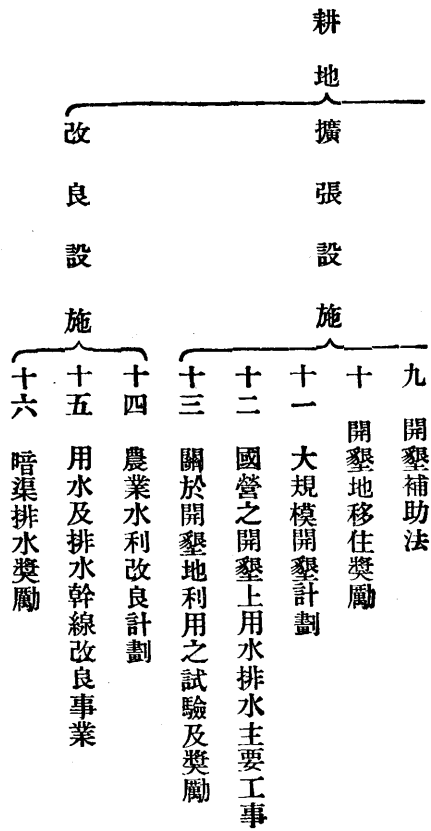 耕地
擴張設施
九 開墾補助法
十 開墾地移住獎勵
十一 大規模開墾計劃
十二 國營之開墾上用水排水主要工事
十三 關於開墾地利用之試驗及獎勵
改良設施
十四 農業水利改良計劃
十五 用水及排水幹線改良事業
十六 暗渠排水獎勵